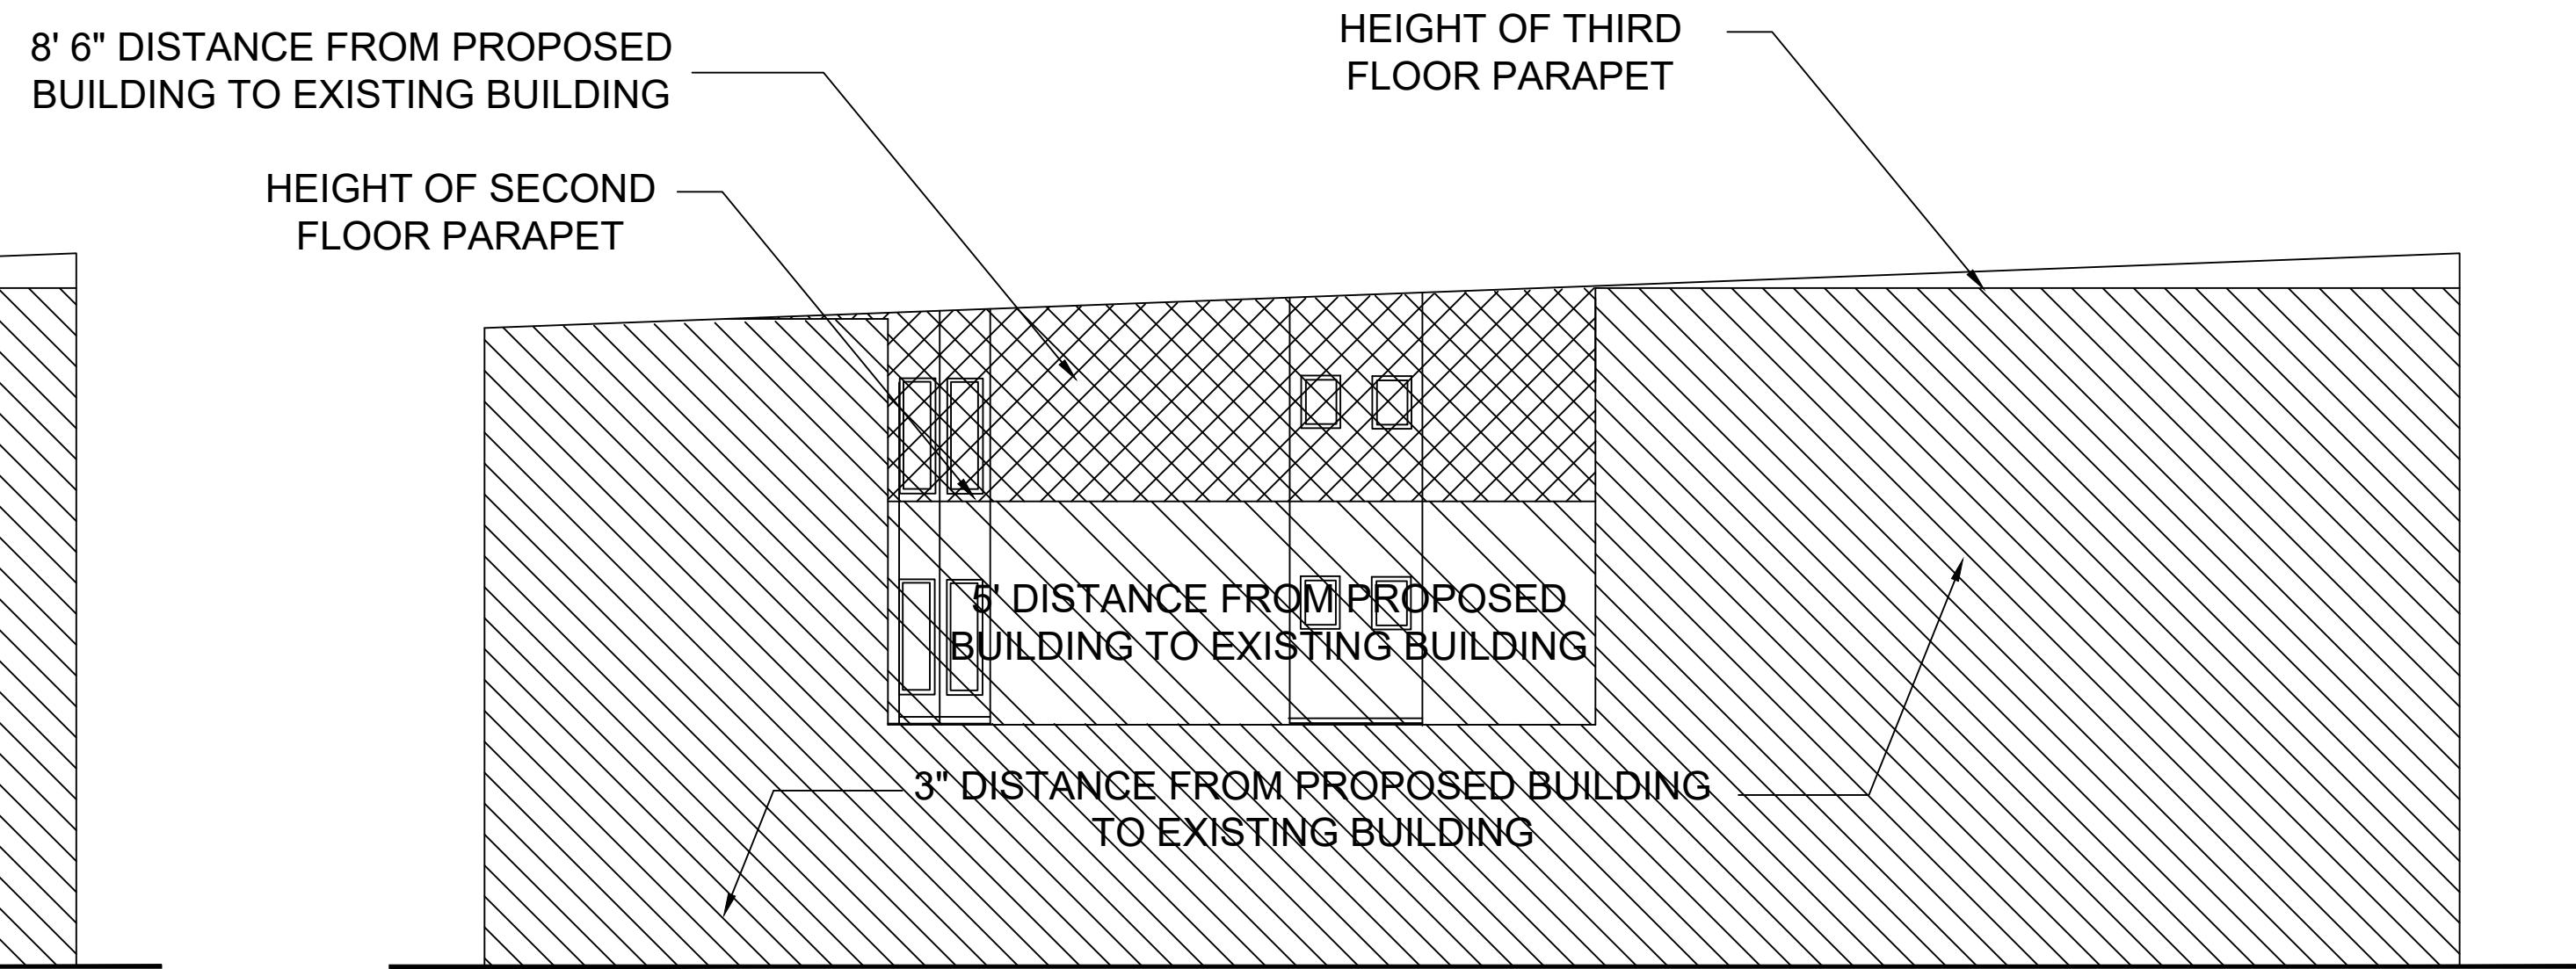 8' 6" DISTANCE FROM PROPOSED
BUILDING TO EXISTING BUILDING
HEIGHT OF THIRD
FLOOR PARAPET
HEIGHT OF SECOND
FLOOR PARAPET
5' DISTANCE FROM PROPOSED
BUILDING TO EXISTING BUILDING
3" DISTANCE FROM PROPOSED BUILDING
TO EXISTING BUILDING